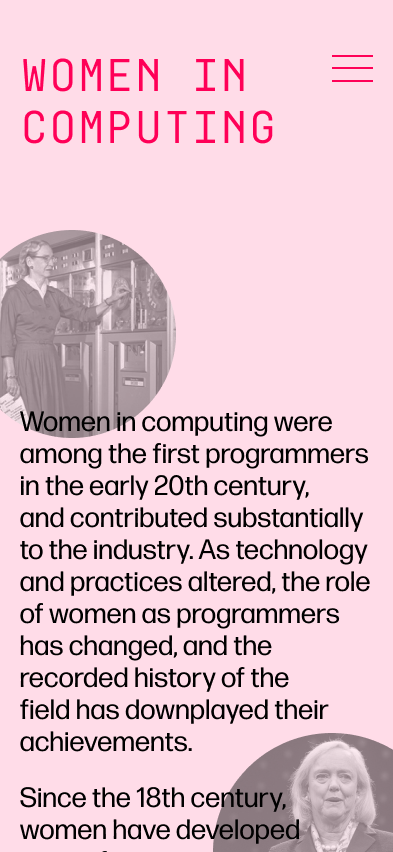 WOMEN IN
COMPUTING
Women in computing were
among the first programmers
in the early 20th century,
and contributed substantially
to the industry. As technology
and practices altered, the role
of women as programmers
has changed, and the
recorded history of the
field has downplayed their
achievements.
Since the 18th century,
women have developed